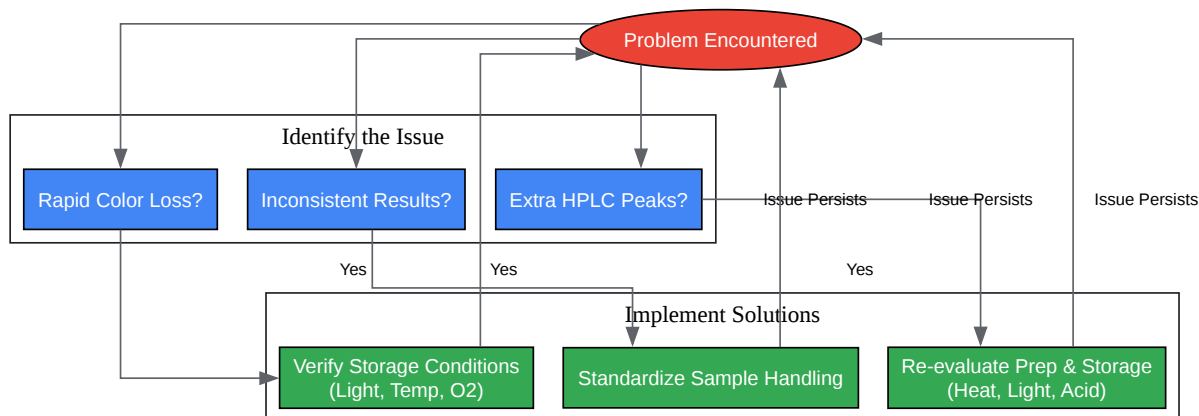 Problem Encountered
Identify the Issue
Rapid Color Loss?
Inconsistent Results?
Extra HPLC Peaks?
Issue Persists
Issue Persists
Issue Persists
Yes
Yes
Yes
Implement Solutions
Verify Storage Conditions
(Light, Temp, O2)
Standardize Sample Handling
Re-evaluate Prep & Storage
(Heat, Light, Acid)